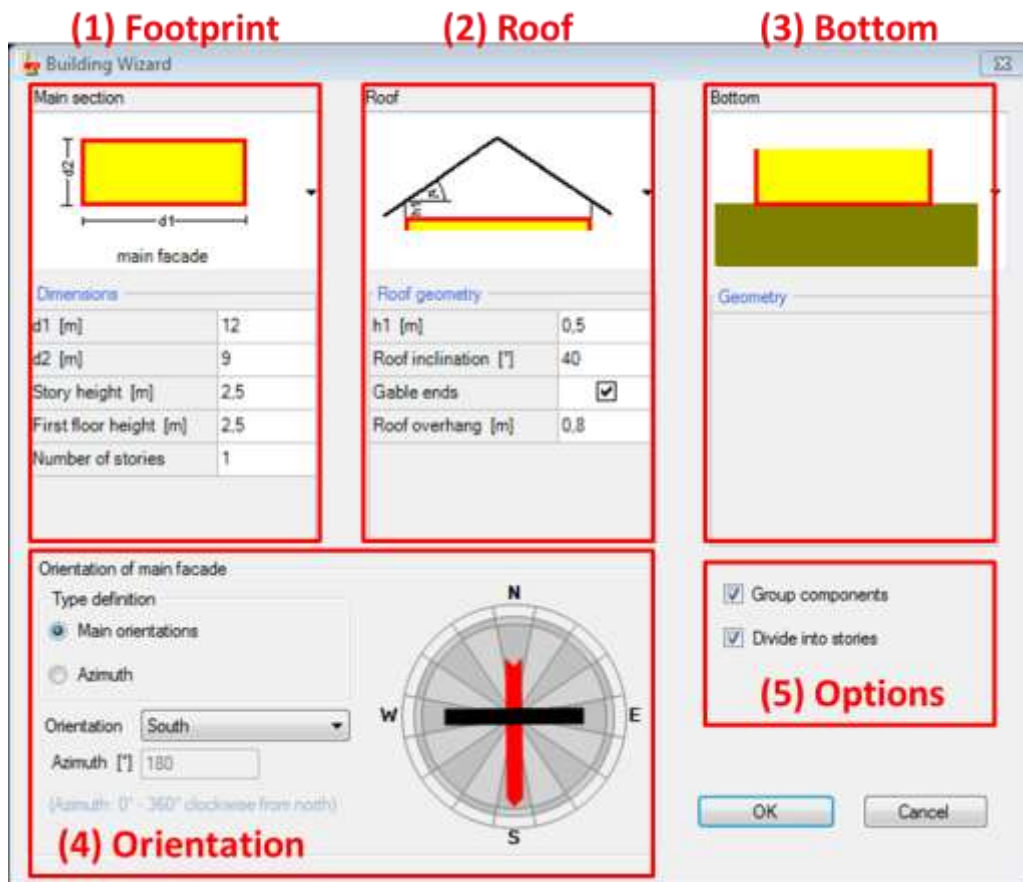 (1) Footprint
(2) Roof
(3) Bottom
Building Wizard
Main section
d2
d1
main facade
Dimensions
d1 [m] 12
d2 [m] 9
Story height [m] 2,5
First floor height [m] 2,5
Number of stories 1
Roof
h1
Roof geometry
h1 [m] 0,5
Roof inclination [°] 40
Gable ends
Roof overhang [m] 0,8
Bottom
Geometry
Orientation of main facade
Type definition
Main orientations
Azimuth
Orientation South
Azimuth [°] 180
(Azimuth: 0° - 360° clockwise from north)
N
W
E
S
(4) Orientation
Group components
Divide into stories
(5) Options
OK
Cancel